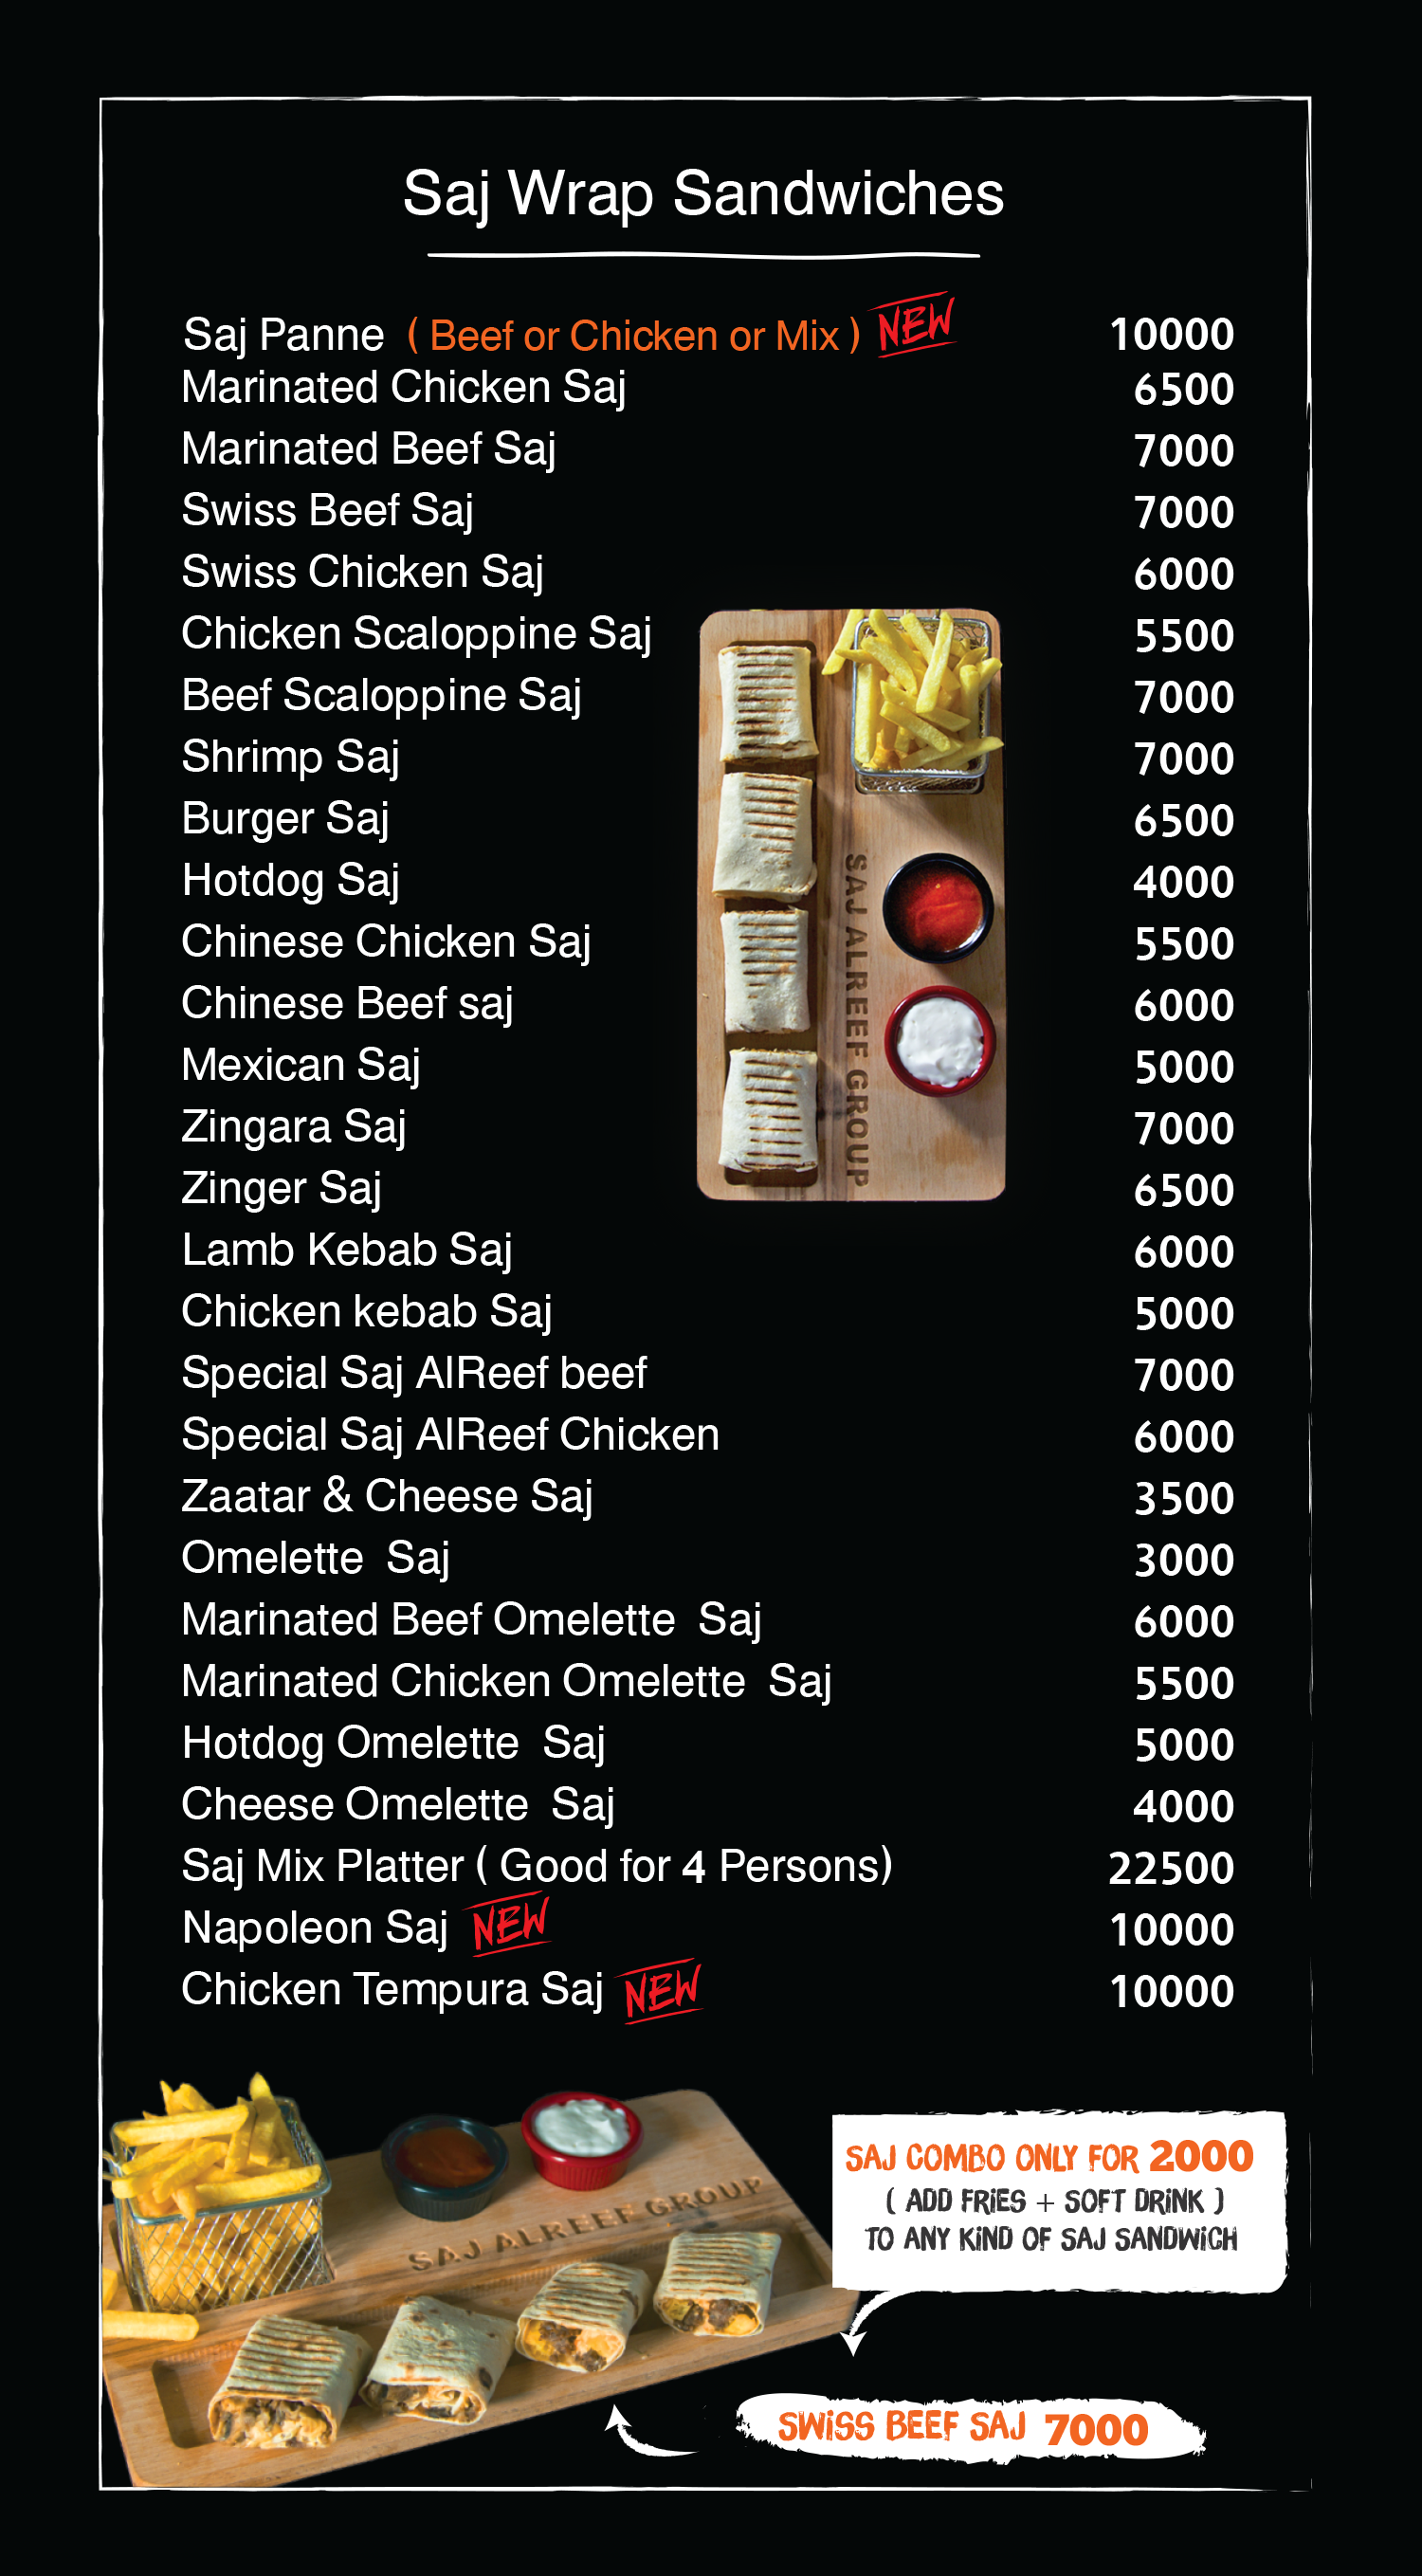 Saj Wrap Sandwiches
Saj Panne ( Beef or Chicken or Mix ) NEW 10000
Marinated Chicken Saj 6500
Marinated Beef Saj 7000
Swiss Beef Saj 7000
Swiss Chicken Saj 6000
Chicken Scaloppine Saj 5500
Beef Scaloppine Saj 7000
Shrimp Saj 7000
Burger Saj 6500
Hotdog Saj 4000
Chinese Chicken Saj 5500
Chinese Beef saj 6000
Mexican Saj 5000
Zingara Saj 7000
Zinger Saj 6500
Lamb Kebab Saj 6000
Chicken kebab Saj 5000
Special Saj AlReef beef 7000
Special Saj AlReef Chicken 6000
Zaatar & Cheese Saj 3500
Omelette Saj 3000
Marinated Beef Omelette Saj 6000
Marinated Chicken Omelette Saj 5500
Hotdog Omelette Saj 5000
Cheese Omelette Saj 4000
Saj Mix Platter ( Good for 4 Persons) 22500
Napoleon Saj NEW 10000
Chicken Tempura Saj NEW 10000
SAJ ALREEF GROUP
SAJ ALREEF GROUP
SAJ COMBO ONLY FOR 2000
( ADD FRiES + SOFT DRiNK )
TO ANY KiND OF SAJ SANDWiCH
SWiSS BEEF SAJ 7000